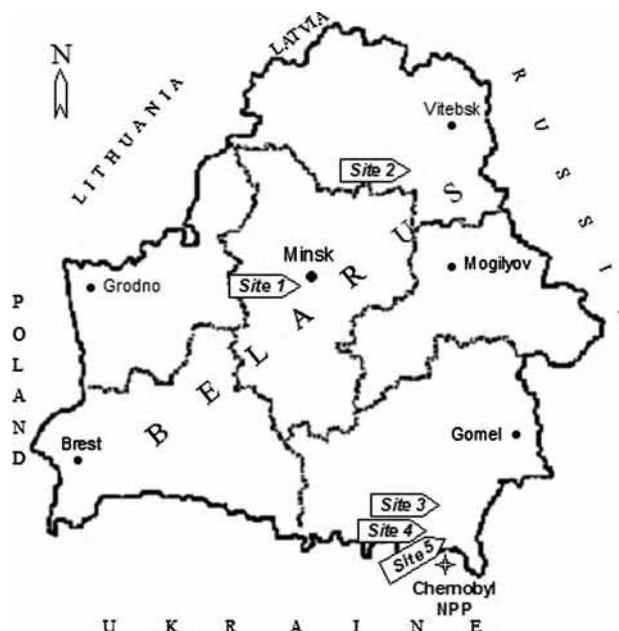 N
LATVIA
LITHUANIA
RUSSI
Vitebsk
Site 2
BELARUS
Minsk
Mogilyov
Grodno
Site 1
POLAND
Brest
Gomel
Site 3
Site 4
Site 5
Chernobyl
NPP
UKRAINE